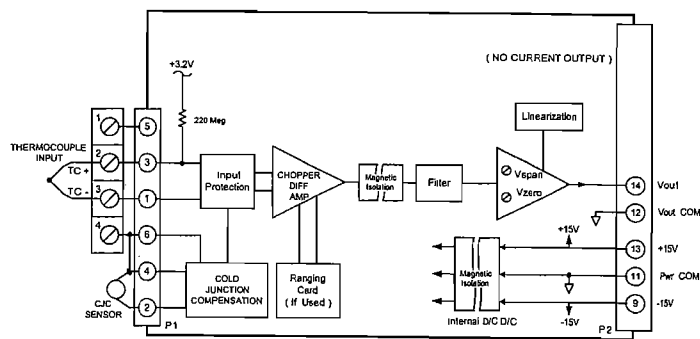 ( NO CURRENT OUTPUT )
+3.2V
220 Meg
Linearization
THERMOCOUPLE
INPUT
TC +
TC -
1
2
3
4
5
3
1
6
4
2
Input
Protection
CHOPPER
DIFF
AMP
Magnetic
Isolation
Filter
Vspan
Vzero
14
Vout
12
Vout COM
+15V
13
+15V
11
Pwr COM
9
-15V
-15V
CJC
SENSOR
COLD
JUNCTION
COMPENSATION
Ranging
Card
( If Used )
Magnetic
Isolation
Internal D/C D/C
P1
P2